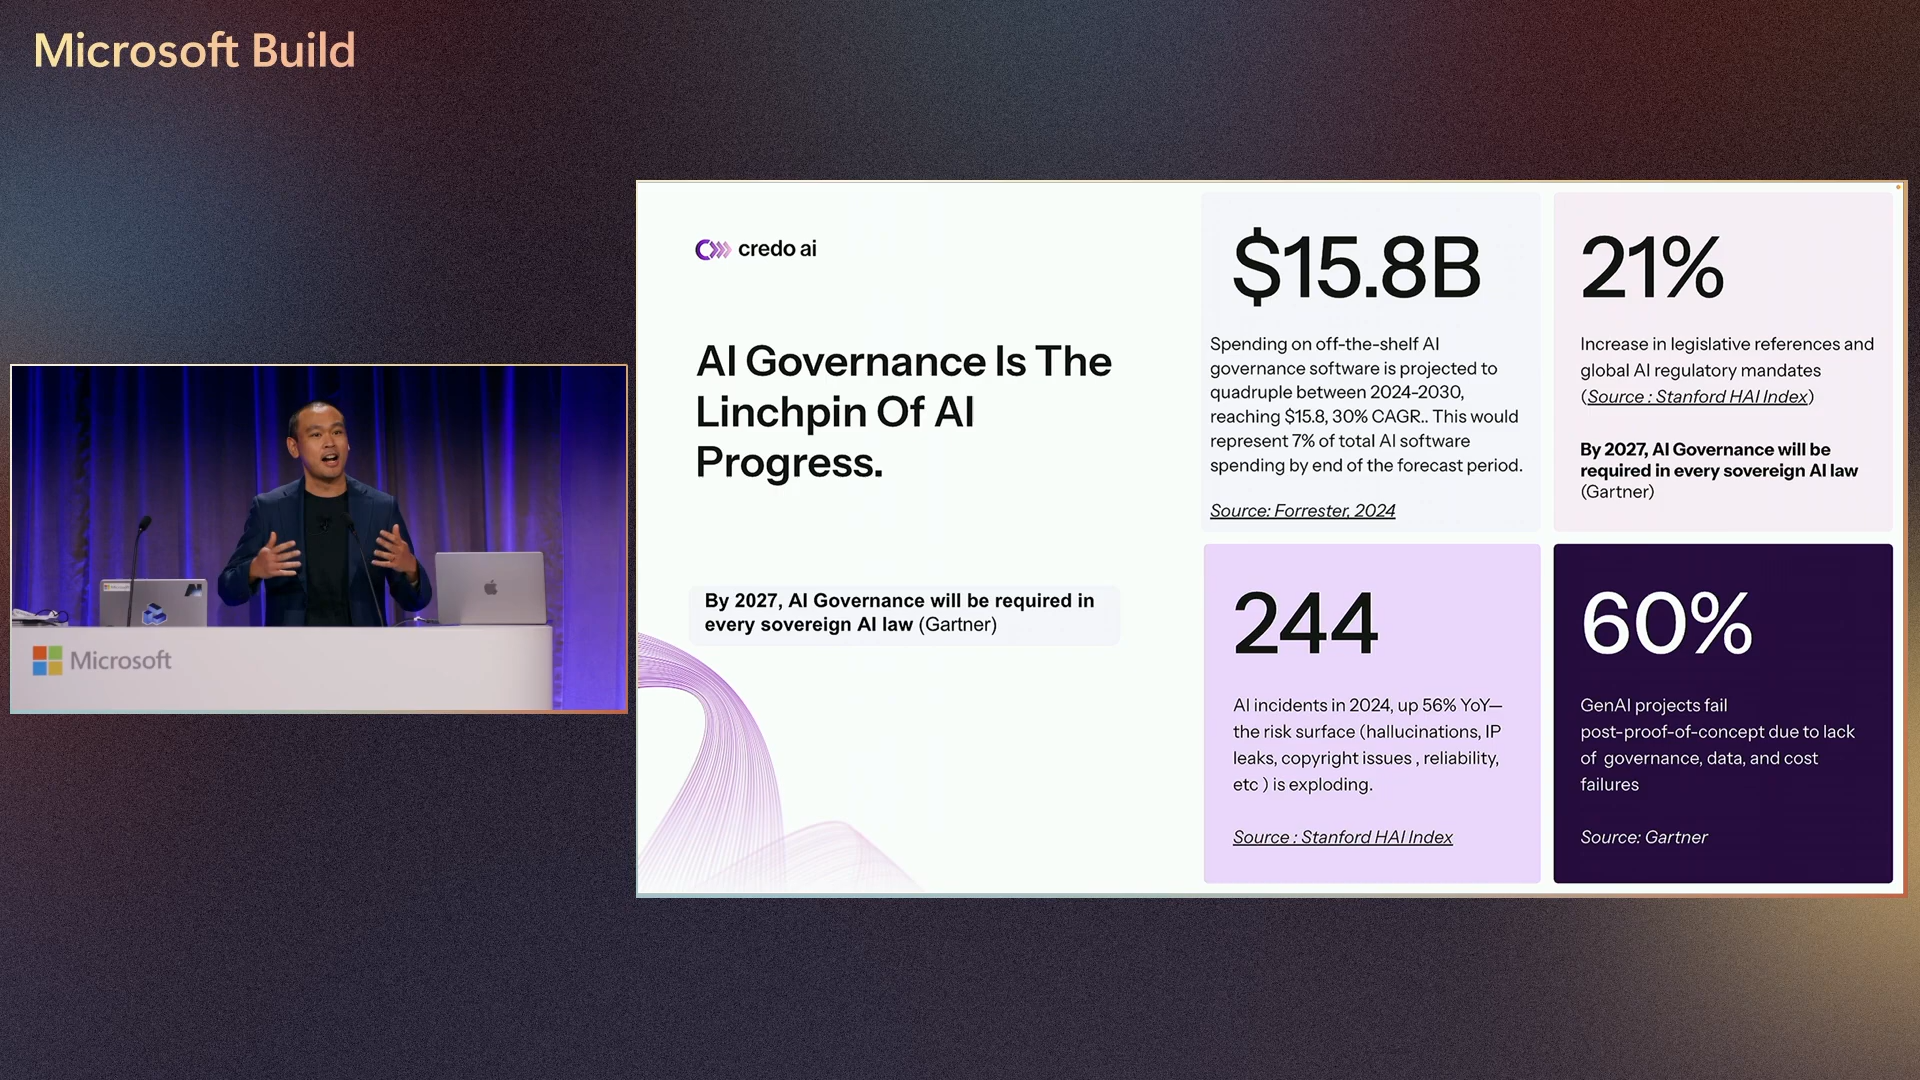 Microsoft Build
credo ai
AI Governance Is The
Linchpin Of AI
Progress.
By 2027, AI Governance will be required in
every sovereign AI law (Gartner)
$15.8B
Spending on off-the-shelf AI
governance software is projected to
quadruple between 2024-2030,
reaching $15.8, 30% CAGR.. This would
represent 7% of total AI software
spending by end of the forecast period.
Source: Forrester, 2024
21%
Increase in legislative references and
global AI regulatory mandates
(Source : Stanford HAI Index)
By 2027, AI Governance will be
required in every sovereign AI law
(Gartner)
244
AI incidents in 2024, up 56% YoY—
the risk surface (hallucinations, IP
leaks, copyright issues , reliability,
etc ) is exploding.
Source : Stanford HAI Index
60%
GenAI projects fail
post-proof-of-concept due to lack
of  governance, data, and cost
failures
Source: Gartner
Microsoft